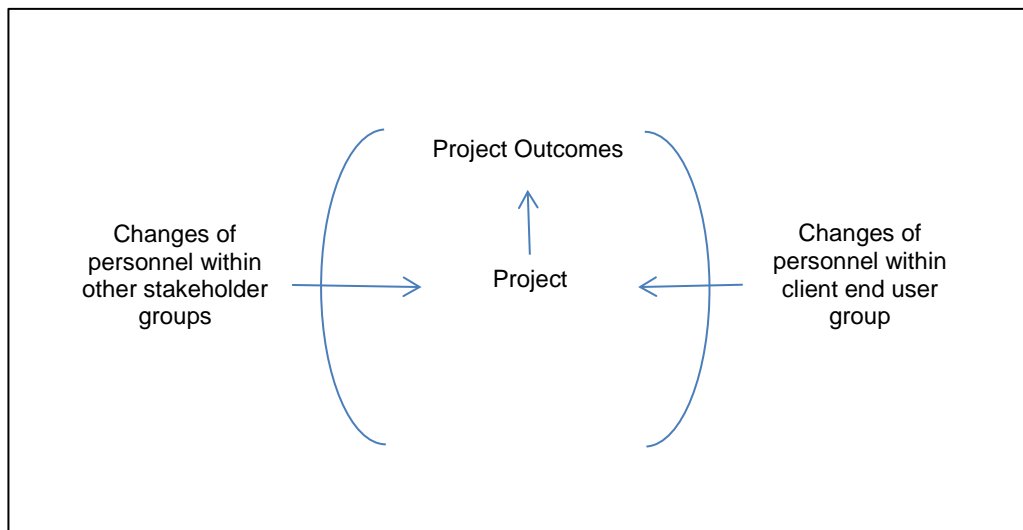 Project Outcomes
Changes of
personnel within
other stakeholder
groups
Project
Changes of
personnel within
client end user
group